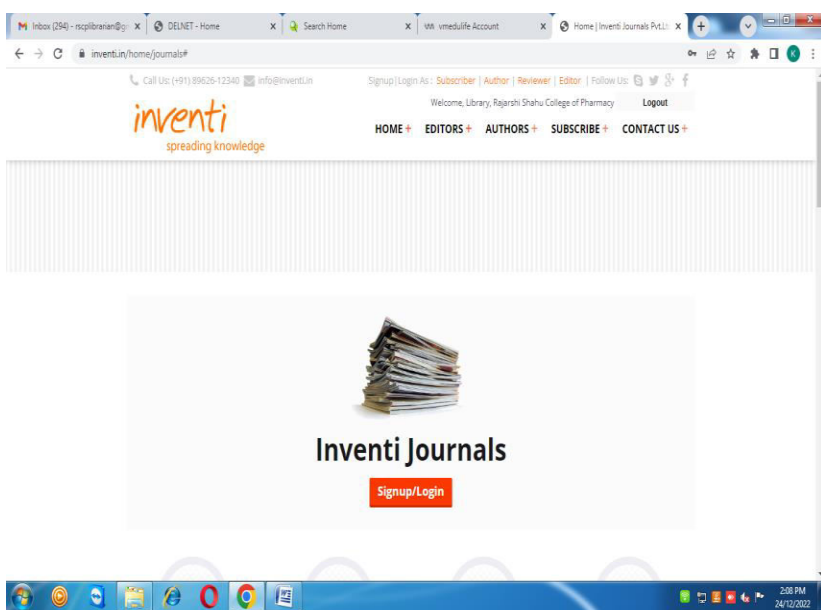 Inbox (294) - rscplibrarian@g
DELNET - Home
Search Home
vmedulife Account
Home | Inventi Journals Pvt.Lt
inventi.in/home/journals#
K
Call Us: (+91) 89626-12340 info@inventi.in
Signup|Login As : Subscriber | Author | Reviewer | Editor | Follow Us:
Welcome, Library, Rajarshi Shahu College of Pharmacy Logout
inventi
spreading knowledge
HOME + EDITORS + AUTHORS + SUBSCRIBE + CONTACT US +
Inventi Journals
Signup/Login
2:08 PM
24/12/2022